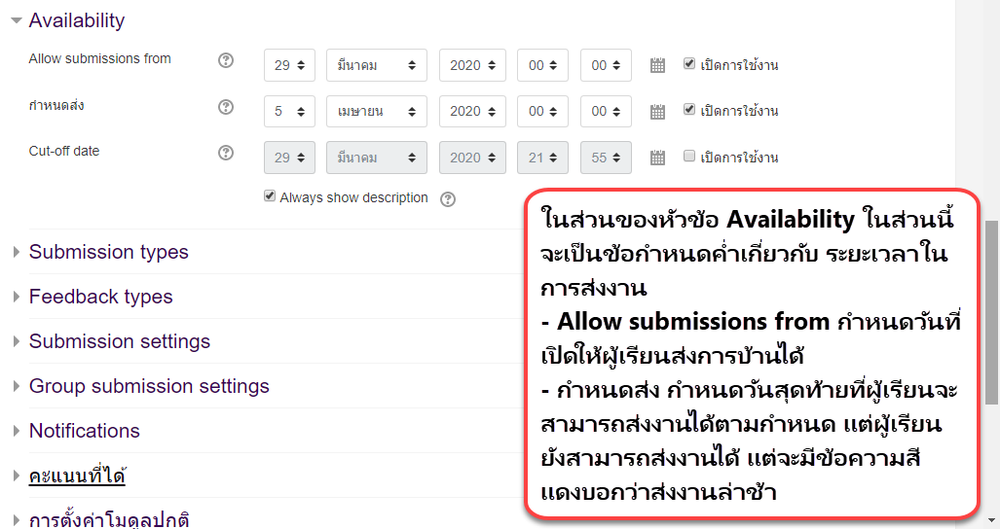 Availability
Allow submissions from 29 มีนาคม 2020 00 00 เปิดการใช้งาน
กำหนดส่ง 5 เมษายน 2020 00 00 เปิดการใช้งาน
Cut-off date 29 มีนาคม 2020 21 55 เปิดการใช้งาน
Always show description
Submission types
Feedback types
Submission settings
Group submission settings
Notifications
คะแนนที่ได้
การตั้งค่าโมดูลปกติ
ในส่วนของหัวข้อ Availability ในส่วนนี้
จะเป็นข้อกำหนดค่ำเกี่ยวกับ ระยะเวลาใน
การส่งงาน
- Allow submissions from กำหนดวันที่
เปิดให้ผู้เรียนส่งการบ้านได้
- กำหนดส่ง กำหนดวันสุดท้ายที่ผู้เรียนจะ
สามารถส่งงานได้ตามกำหนด แต่ผู้เรียน
ยังสามารถส่งงานได้ แต่จะมีข้อความสี
แดงบอกว่าส่งงานล่าช้า